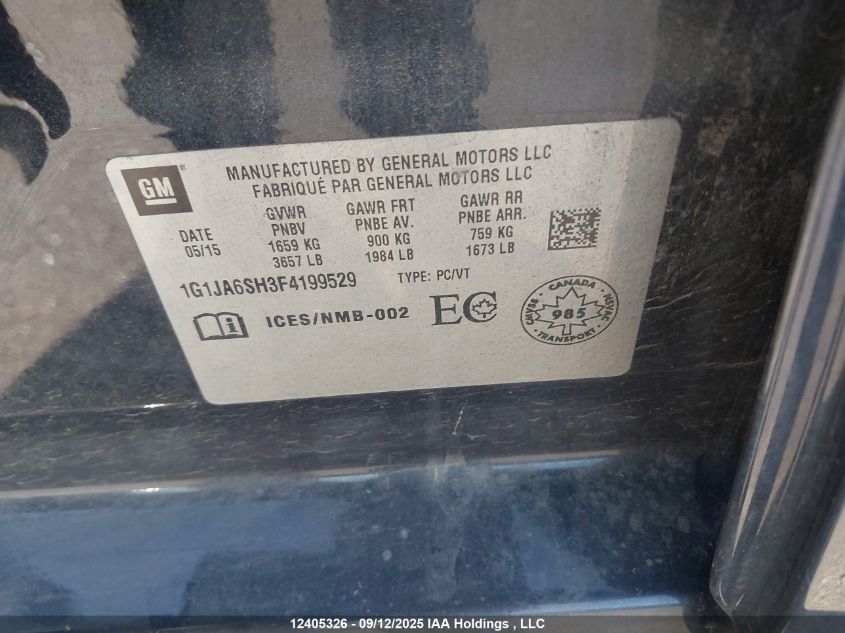 GM
MANUFACTURED BY GENERAL MOTORS LLC
FABRIQUÉ PAR GENERAL MOTORS LLC
DATE
05/15
GVWR
PNBV
1659 KG
3657 LB
GAWR FRT
PNBE AV.
900 KG
1984 LB
GAWR RR
PNBE ARR.
759 KG
1673 LB
1G1JA6SH3F4199529
TYPE: PC/VT
ICES/NMB-002
EC
CANADA
CMVSS
NSVAC
985
TRANSPORT
12405326 - 09/12/2025 IAA Holdings , LLC